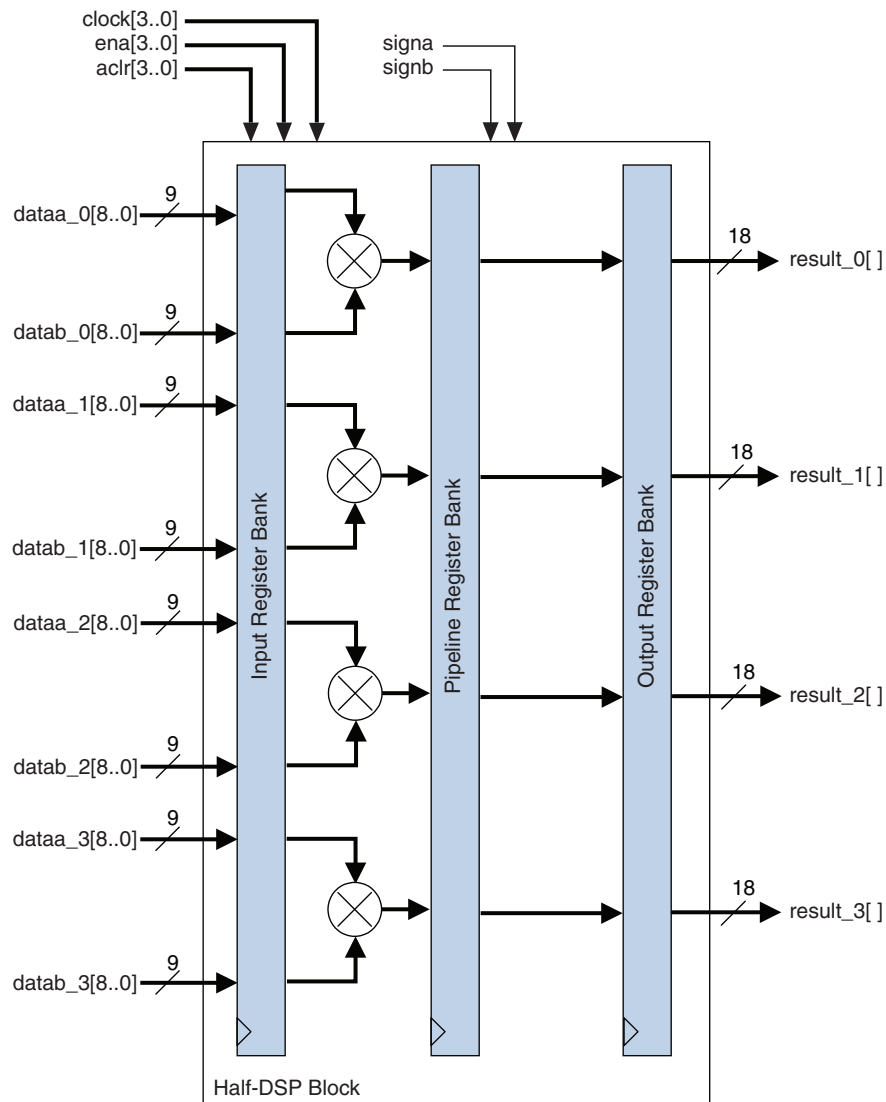 clock[3..0]
ena[3..0]
aclr[3..0]
signa
signb
9
dataa_0[8..0]
18
result_0[ ]
9
datab_0[8..0]
9
dataa_1[8..0]
18
result_1[ ]
9
datab_1[8..0]
9
dataa_2[8..0]
18
result_2[ ]
9
datab_2[8..0]
9
dataa_3[8..0]
18
result_3[ ]
9
datab_3[8..0]
Input Register Bank
Pipeline Register Bank
Output Register Bank
Half-DSP Block